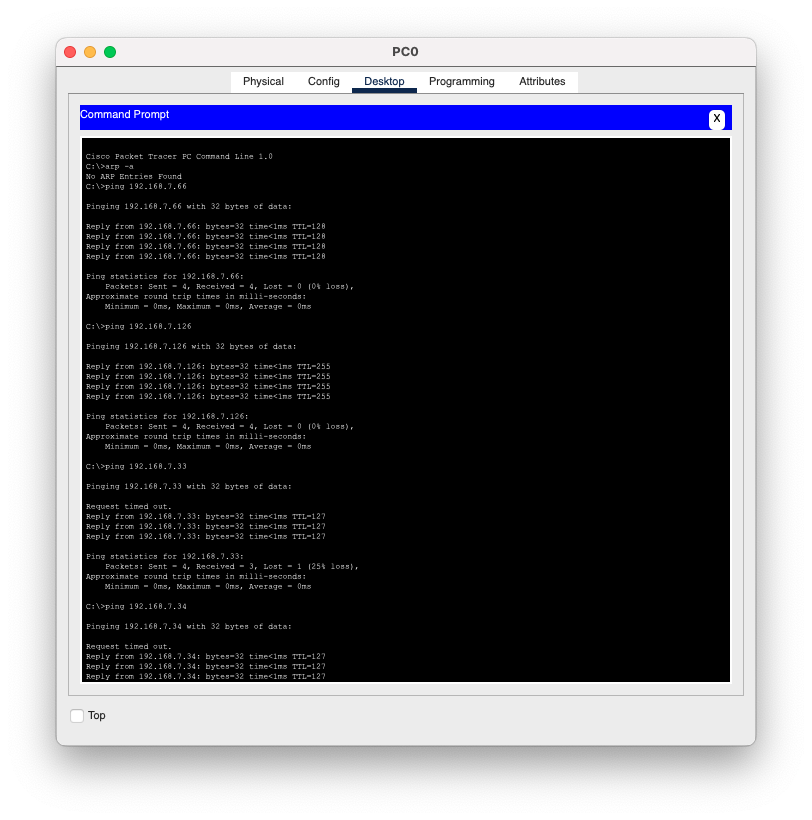 PC0
Physical Config Desktop Programming Attributes
Command Prompt
X
Cisco Packet Tracer PC Command Line 1.0
C:\>arp -a
No ARP Entries Found
C:\>ping 192.168.7.66

Pinging 192.168.7.66 with 32 bytes of data:

Reply from 192.168.7.66: bytes=32 time<1ms TTL=128
Reply from 192.168.7.66: bytes=32 time<1ms TTL=128
Reply from 192.168.7.66: bytes=32 time<1ms TTL=128
Reply from 192.168.7.66: bytes=32 time<1ms TTL=128

Ping statistics for 192.168.7.66:
    Packets: Sent = 4, Received = 4, Lost = 0 (0% loss),
Approximate round trip times in milli-seconds:
    Minimum = 0ms, Maximum = 0ms, Average = 0ms

C:\>ping 192.168.7.126

Pinging 192.168.7.126 with 32 bytes of data:

Reply from 192.168.7.126: bytes=32 time<1ms TTL=255
Reply from 192.168.7.126: bytes=32 time<1ms TTL=255
Reply from 192.168.7.126: bytes=32 time<1ms TTL=255
Reply from 192.168.7.126: bytes=32 time<1ms TTL=255

Ping statistics for 192.168.7.126:
    Packets: Sent = 4, Received = 4, Lost = 0 (0% loss),
Approximate round trip times in milli-seconds:
    Minimum = 0ms, Maximum = 0ms, Average = 0ms

C:\>ping 192.168.7.33

Pinging 192.168.7.33 with 32 bytes of data:

Request timed out.
Reply from 192.168.7.33: bytes=32 time<1ms TTL=127
Reply from 192.168.7.33: bytes=32 time<1ms TTL=127
Reply from 192.168.7.33: bytes=32 time<1ms TTL=127

Ping statistics for 192.168.7.33:
    Packets: Sent = 4, Received = 3, Lost = 1 (25% loss),
Approximate round trip times in milli-seconds:
    Minimum = 0ms, Maximum = 0ms, Average = 0ms

C:\>ping 192.168.7.34

Pinging 192.168.7.34 with 32 bytes of data:

Request timed out.
Reply from 192.168.7.34: bytes=32 time<1ms TTL=127
Reply from 192.168.7.34: bytes=32 time<1ms TTL=127
Reply from 192.168.7.34: bytes=32 time<1ms TTL=127
Top